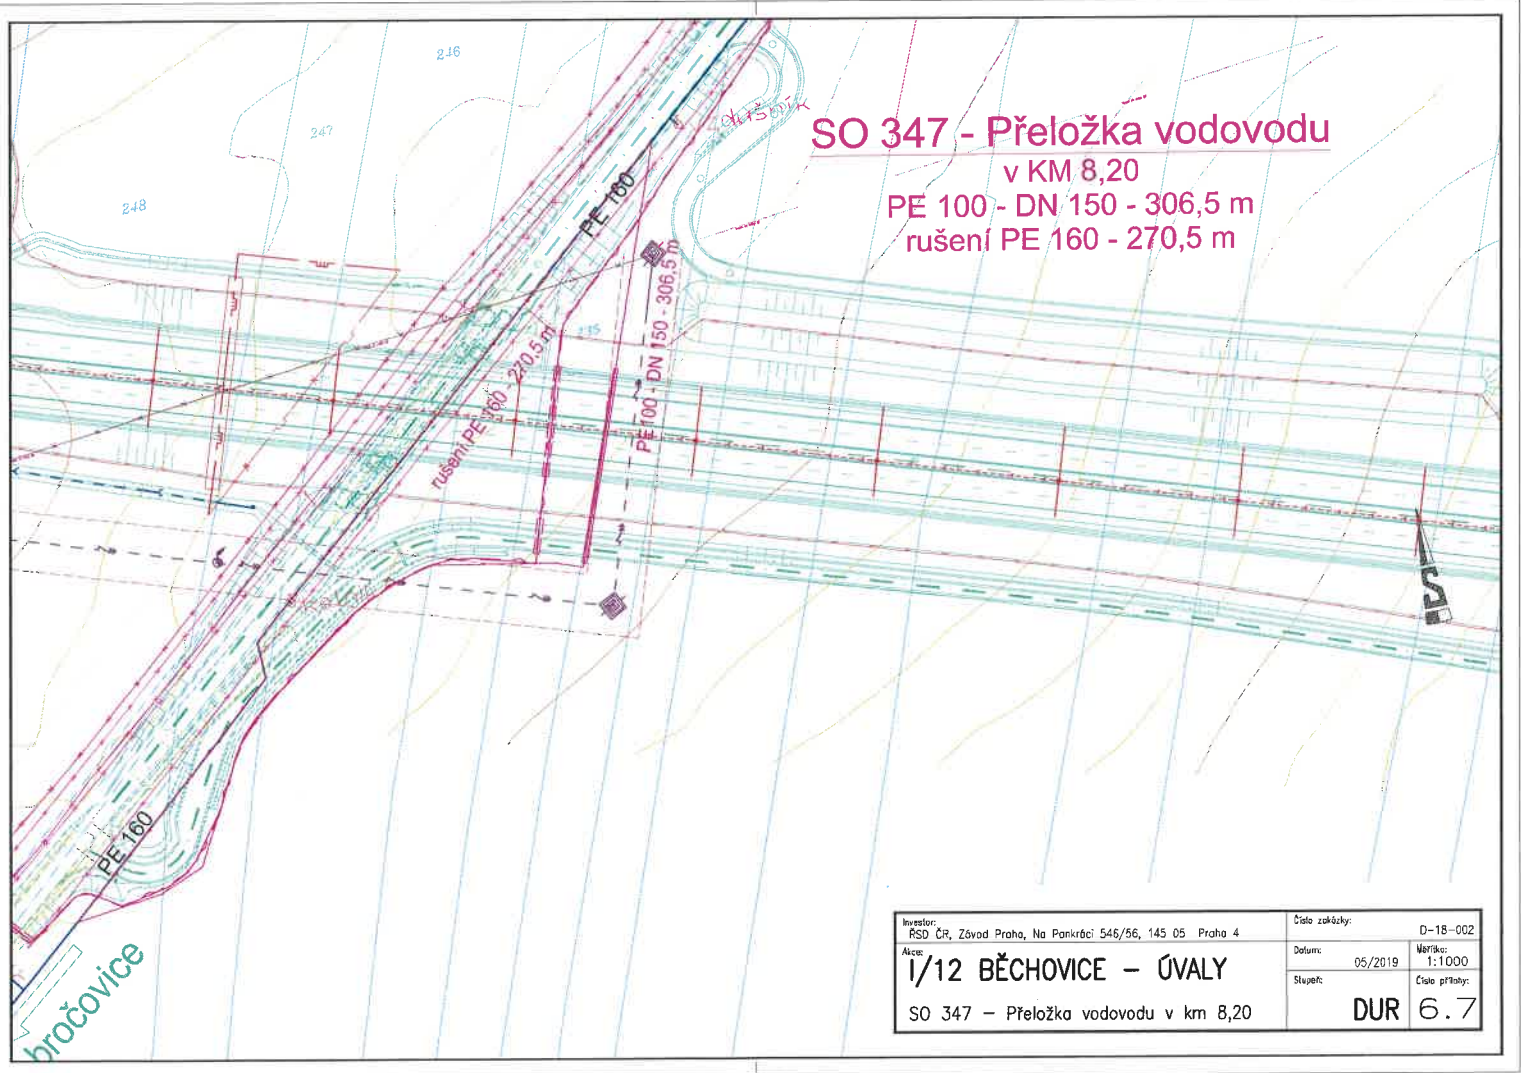 246
247
248
SO 347 - Přeložka vodovodu
v KM 8,20
PE 100 - DN 150 - 306,5 m
rušení PE 160 - 270,5 m
PE 160
PE 100 - DN 150 - 306,5 m
rušení PE 160 - 270,5 m
PE 160
bročovice
Investor:
ŘSD ČR, Závod Praha, Na Pankráci 546/56, 145 05 Praha 4
Číslo zakázky:
D-18-002
Akce:
I/12 BĚCHOVICE – ÚVALY
Datum:
05/2019
Měřítko:
1:1000
SO 347 – Přeložka vodovodu v km 8,20
Stupeň:
DUR
Číslo přílohy:
6.7